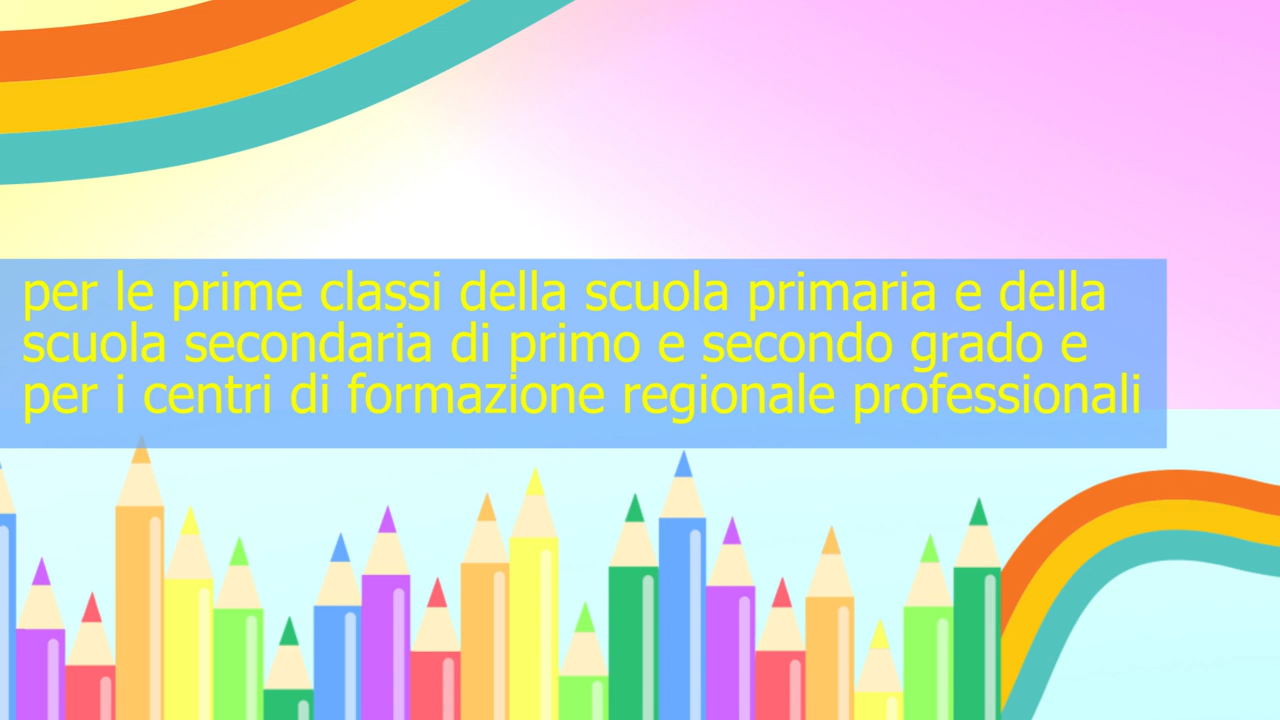 per le prime classi della scuola primaria e della
scuola secondaria di primo e secondo grado e
per i centri di formazione regionale professionali